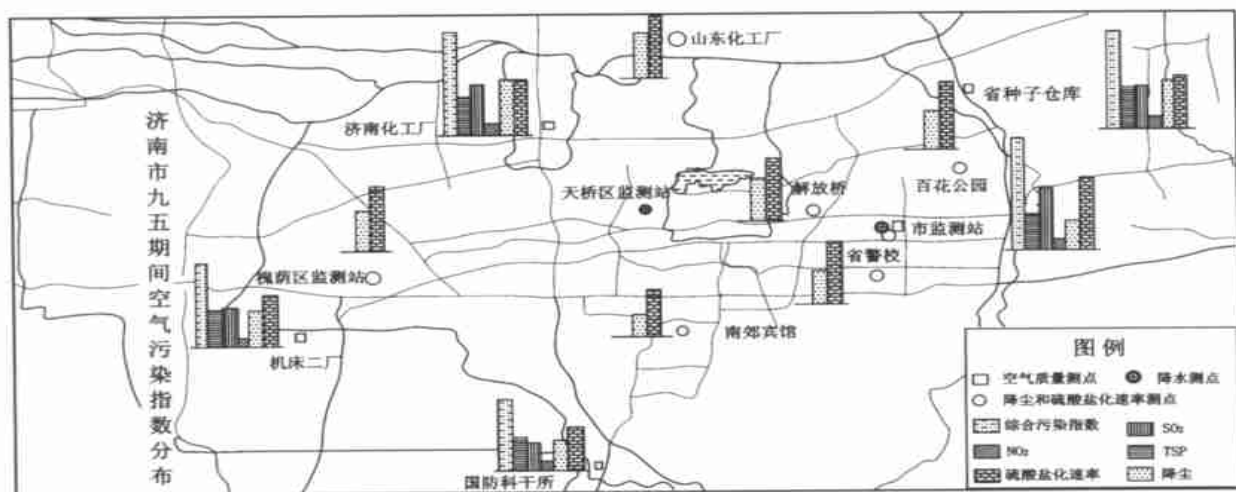 济南市九五期间空气污染指数分布
山东化工厂
省种子仓库
济南化工厂
天桥区监测站
解放桥
百花公园
市监测站
省警校
槐荫区监测站
机床二厂
南郊宾馆
国防科干所
图例
空气质量测点 降水测点
降尘和硫酸盐化速率测点
综合污染指数 SO₂
NO₂ TSP
硫酸盐化速率 降尘